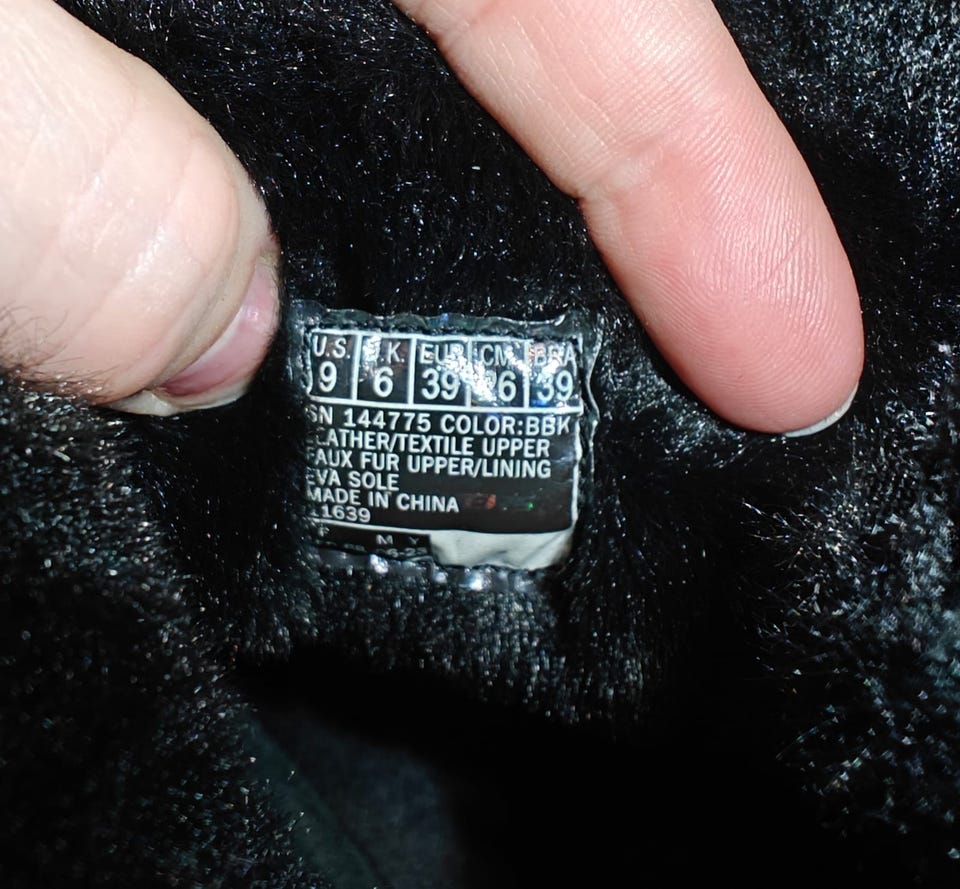 U.S. U.K. EUR CM BRA
9 6 39 26 39
SN 144775 COLOR:BBK
LEATHER/TEXTILE UPPER
FAUX FUR UPPER/LINING
EVA SOLE
MADE IN CHINA
1639
F M Y